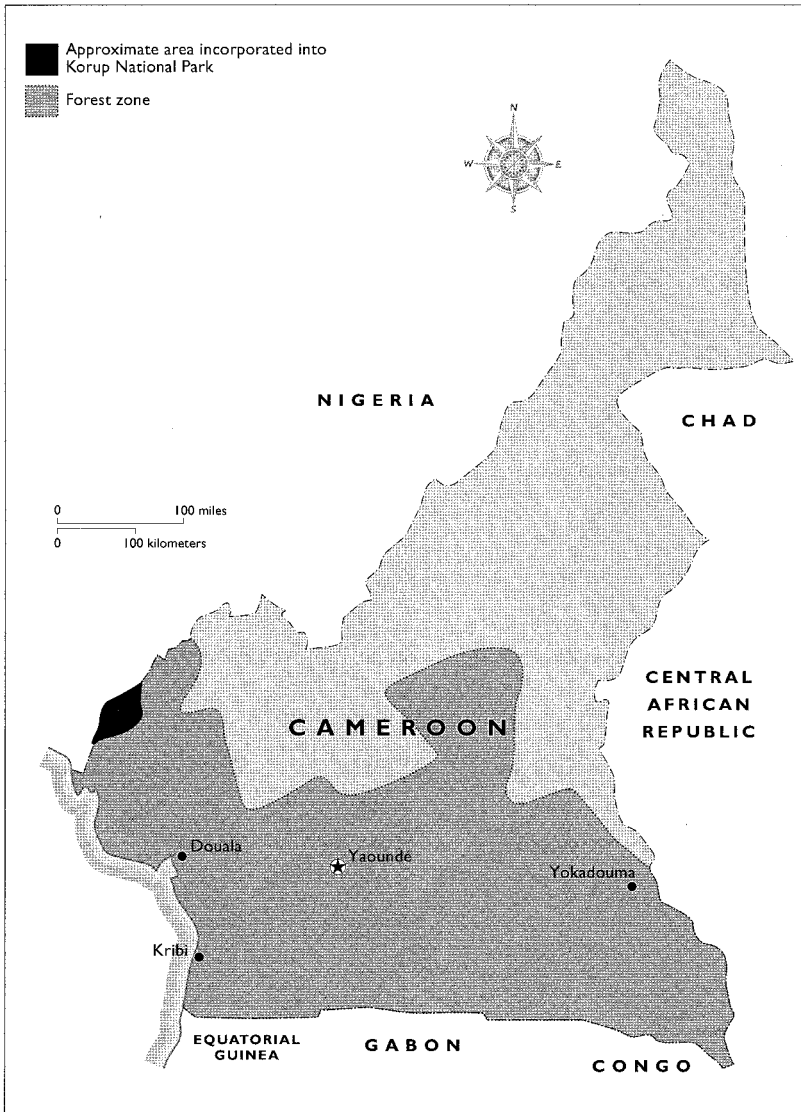 Approximate area incorporated into
Korup National Park
Forest zone
N
W
E
S
NIGERIA
CHAD
0 100 miles
0 100 kilometers
CENTRAL
AFRICAN
REPUBLIC
CAMEROON
Douala
Yaoundé
Yokadouma
Kribi
EQUATORIAL
GUINEA
GABON
CONGO